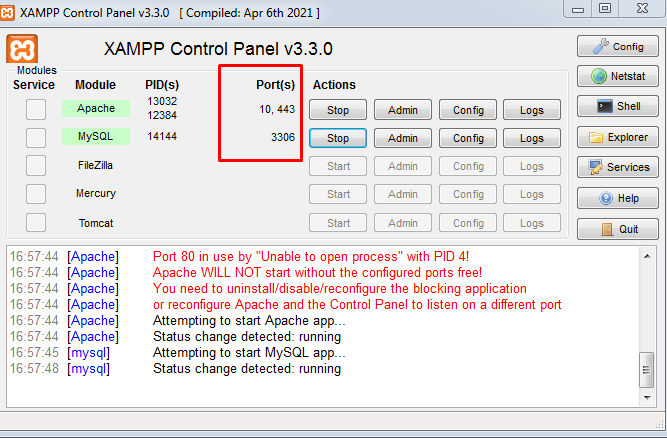 XAMPP Control Panel v3.3.0 [ Compiled: Apr 6th 2021 ]
XAMPP Control Panel v3.3.0
Config
Modules
Service Module PID(s) Port(s) Actions
Netstat
Apache 13032 12384 10, 443 Stop Admin Config Logs
Shell
MySQL 14144 3306 Stop Admin Config Logs
Explorer
FileZilla Start Admin Config Logs
Services
Mercury Start Admin Config Logs
Help
Tomcat Start Admin Config Logs
Quit
16:57:44 [Apache] Port 80 in use by "Unable to open process" with PID 4!
16:57:44 [Apache] Apache WILL NOT start without the configured ports free!
16:57:44 [Apache] You need to uninstall/disable/reconfigure the blocking application
16:57:44 [Apache] or reconfigure Apache and the Control Panel to listen on a different port
16:57:44 [Apache] Attempting to start Apache app...
16:57:44 [Apache] Status change detected: running
16:57:45 [mysql] Attempting to start MySQL app...
16:57:48 [mysql] Status change detected: running